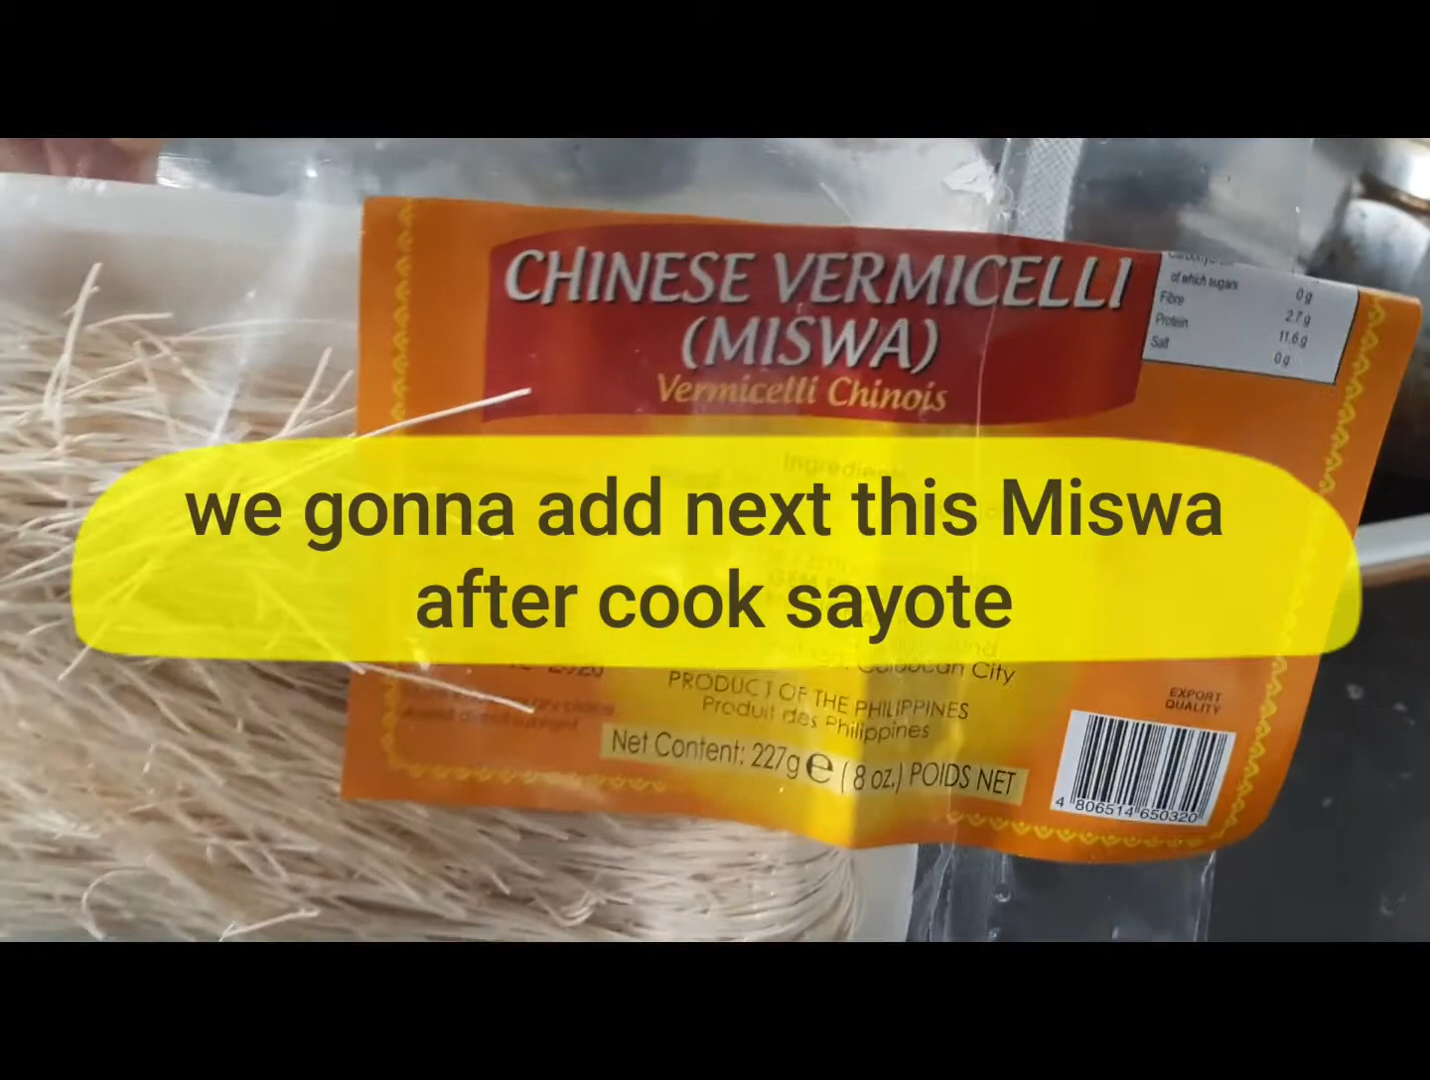 CHINESE VERMICELLI
(MISWA)
Vermicelli Chinois
of which sugars 0g
Fibre 2.7g
Protein 11.6g
Salt 0g
we gonna add next this Miswa
after cook sayote
City
PRODUCT OF THE PHILIPPINES
Produit des Philippines
Net Content: 227g e (8 oz.) POIDS NET
EXPORT
QUALITY
4 806514 650320